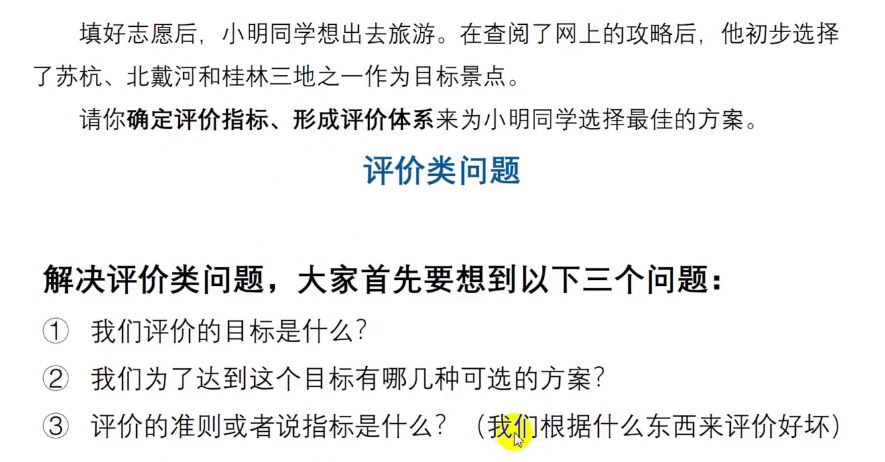 填好志愿后，小明同学想出去旅游。在查阅了网上的攻略后，他初步选择
了苏杭、北戴河和桂林三地之一作为目标景点。
请你确定评价指标、形成评价体系来为小明同学选择最佳的方案。
评价类问题
解决评价类问题，大家首先要想到以下三个问题：
① 我们评价的目标是什么？
② 我们为了达到这个目标有哪几种可选的方案？
③ 评价的准则或者说指标是什么？（我们根据什么东西来评价好坏）